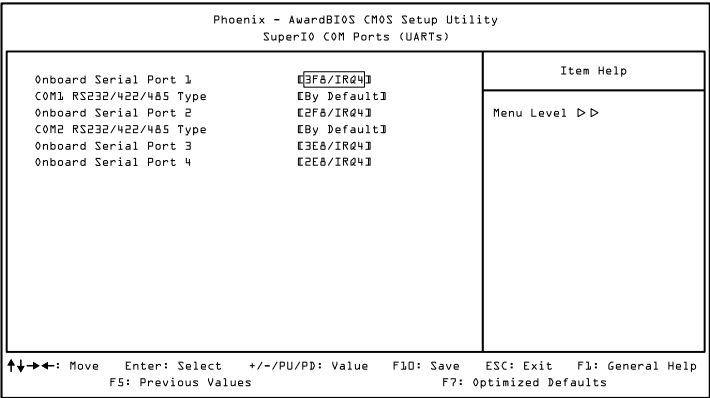 Phoenix - AwardBIOS CMOS Setup Utility
SuperIO COM Ports (UARTs)
Onboard Serial Port 1 [3F8/IRQ4]
COM1 RS232/422/485 Type [By Default]
Onboard Serial Port 2 [2F8/IRQ4]
COM2 RS232/422/485 Type [By Default]
Onboard Serial Port 3 [3E8/IRQ4]
Onboard Serial Port 4 [2E8/IRQ4]
Item Help
Menu Level ▷▷
↑↓→←: Move Enter: Select +/-/PU/PD: Value F10: Save ESC: Exit F1: General Help
F5: Previous Values F7: Optimized Defaults